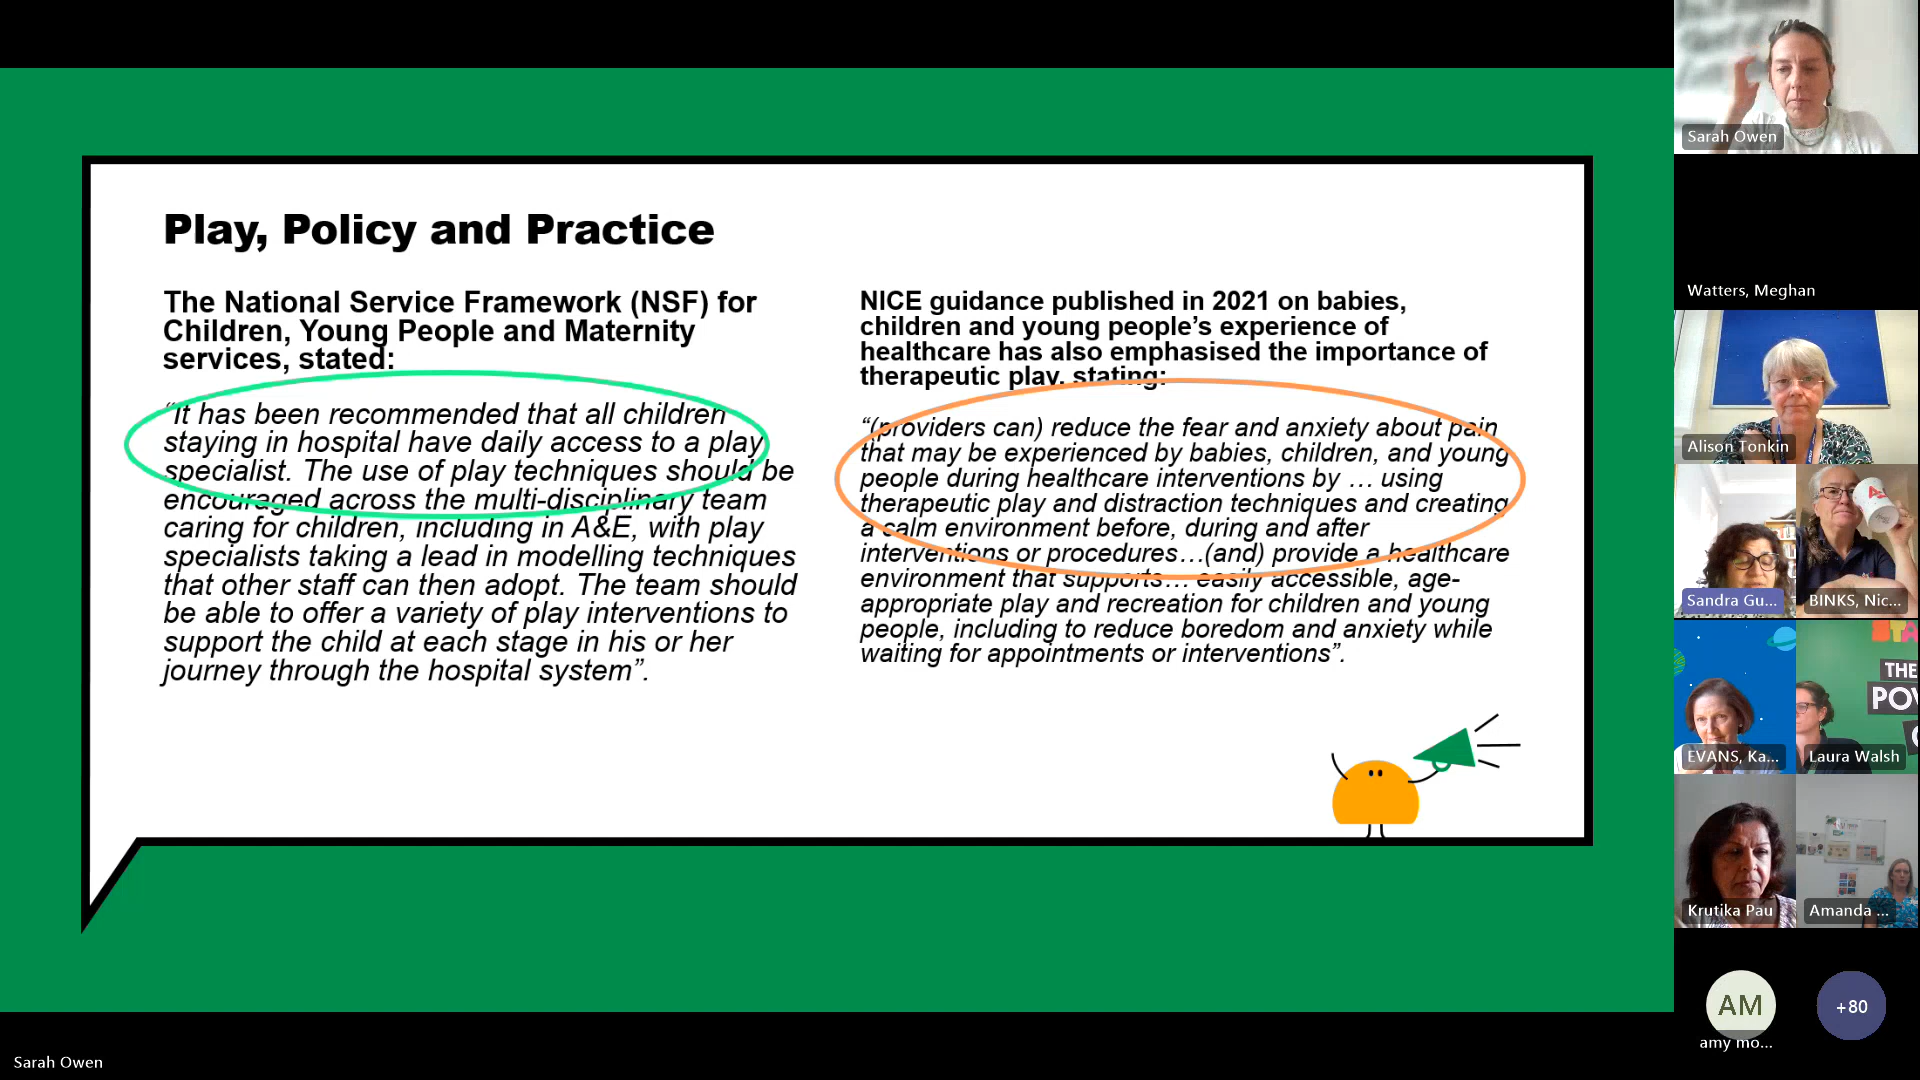 Play, Policy and Practice
The National Service Framework (NSF) for
Children, Young People and Maternity
services, stated:
“It has been recommended that all children
staying in hospital have daily access to a play
specialist. The use of play techniques should be
encouraged across the multi-disciplinary team
caring for children, including in A&E, with play
specialists taking a lead in modelling techniques
that other staff can then adopt. The team should
be able to offer a variety of play interventions to
support the child at each stage in his or her
journey through the hospital system”.
NICE guidance published in 2021 on babies,
children and young people’s experience of
healthcare has also emphasised the importance of
therapeutic play, stating:
“(providers can) reduce the fear and anxiety about pain
that may be experienced by babies, children, and young
people during healthcare interventions by … using
therapeutic play and distraction techniques and creating
a calm environment before, during and after
interventions or procedures…(and) provide a healthcare
environment that supports… easily accessible, age-
appropriate play and recreation for children and young
people, including to reduce boredom and anxiety while
waiting for appointments or interventions”.
Sarah Owen
Watters, Meghan
Alison Tonkin
Sandra Gu...
BINKS, Nic...
THE
EVANS, Ka...
Laura Walsh
Krutika Pau
Amanda ...
AM
+80
amy mo...
Sarah Owen